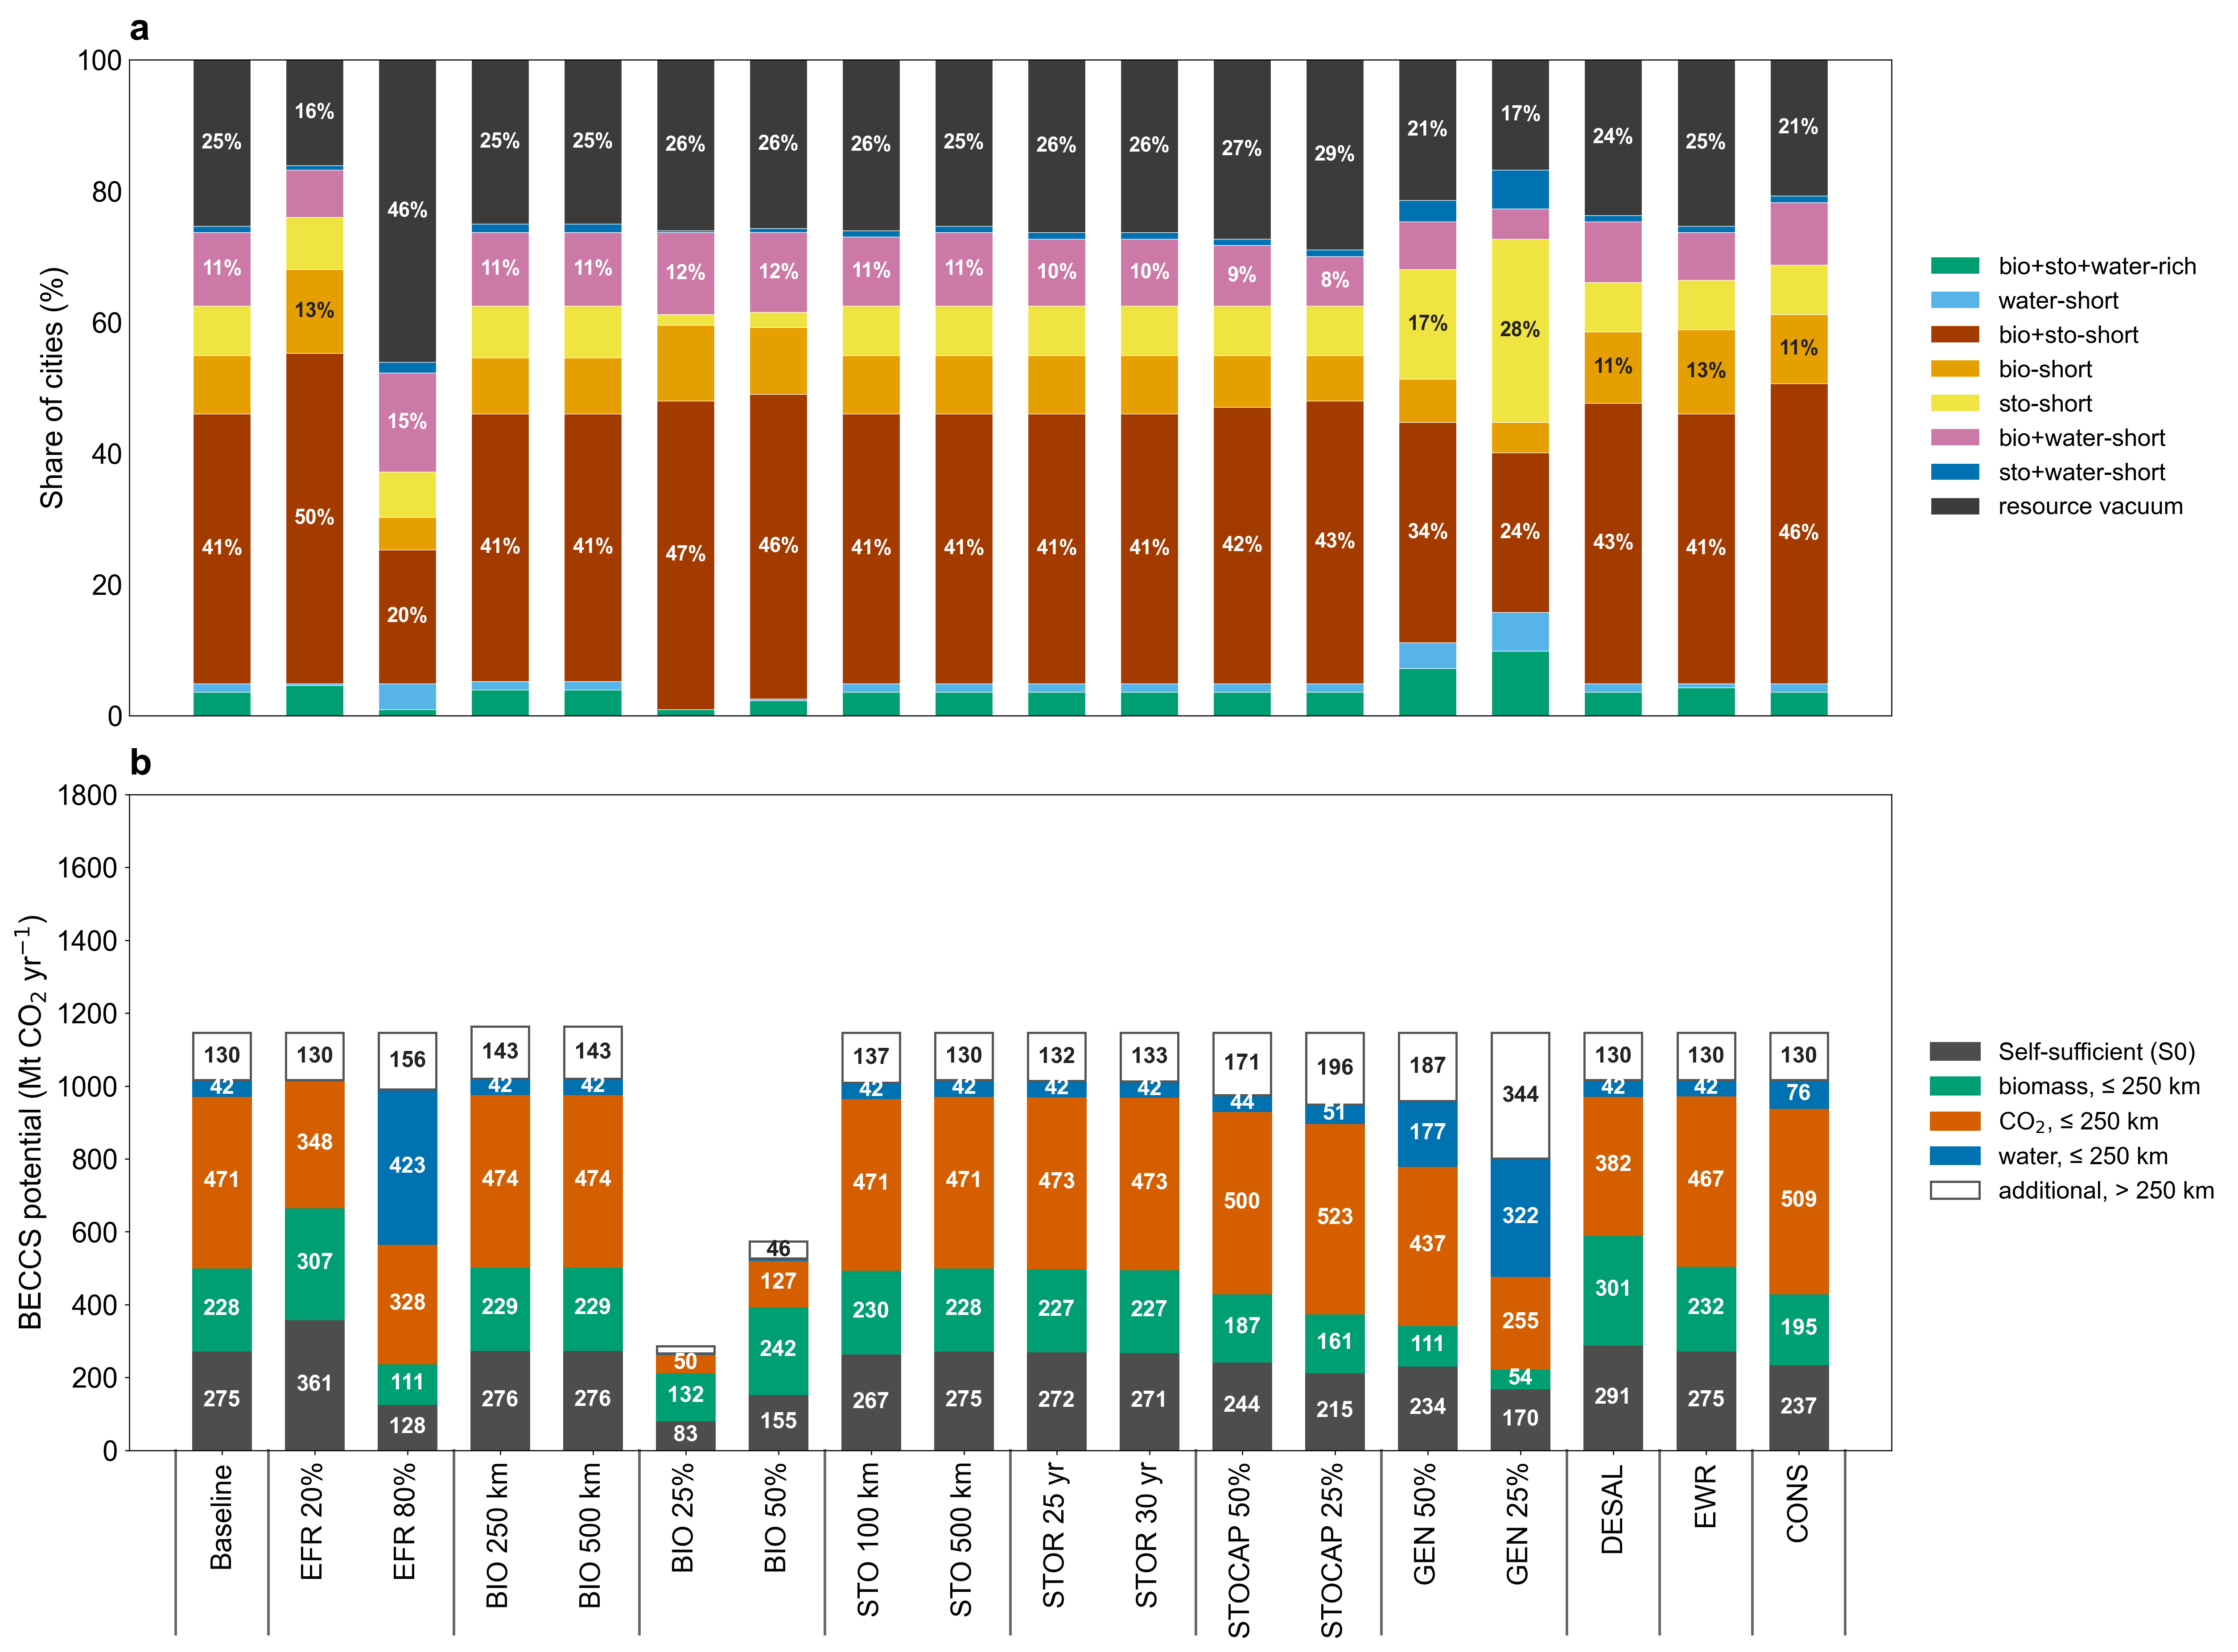 a
Share of cities (%)
100
80
60
40
20
0
25% 16% 46% 25% 25% 26% 26% 26% 25% 26% 26% 27% 29% 21% 17% 24% 25% 21%
11% 15% 11% 11% 12% 12% 11% 11% 10% 10% 9% 8%
17% 28%
13% 11% 13% 11%
41% 50% 20% 41% 41% 47% 46% 41% 41% 41% 41% 42% 43% 34% 24% 43% 41% 46%
bio+sto+water-rich
water-short
bio+sto-short
bio-short
sto-short
bio+water-short
sto+water-short
resource vacuum
b
BECCS potential (Mt CO₂ yr⁻¹)
1800
1600
1400
1200
1000
800
600
400
200
0
130 130 156 143 143 46 137 130 132 133 171 196 187 344 130 130 130
42 423 42 42 42 42 42 42 44 51 177 322 42 42 76
471 348 328 474 474 50 127 471 471 473 473 500 523 437 255 382 467 509
228 307 111 229 229 132 242 230 228 227 227 187 161 111 54 301 232 195
275 361 128 276 276 83 155 267 275 272 271 244 215 234 170 291 275 237
Self-sufficient (S0)
biomass, ≤ 250 km
CO₂, ≤ 250 km
water, ≤ 250 km
additional, > 250 km
Baseline
EFR 20%
EFR 80%
BIO 250 km
BIO 500 km
BIO 25%
BIO 50%
STO 100 km
STO 500 km
STOR 25 yr
STOR 30 yr
STOCAP 50%
STOCAP 25%
GEN 50%
GEN 25%
DESAL
EWR
CONS